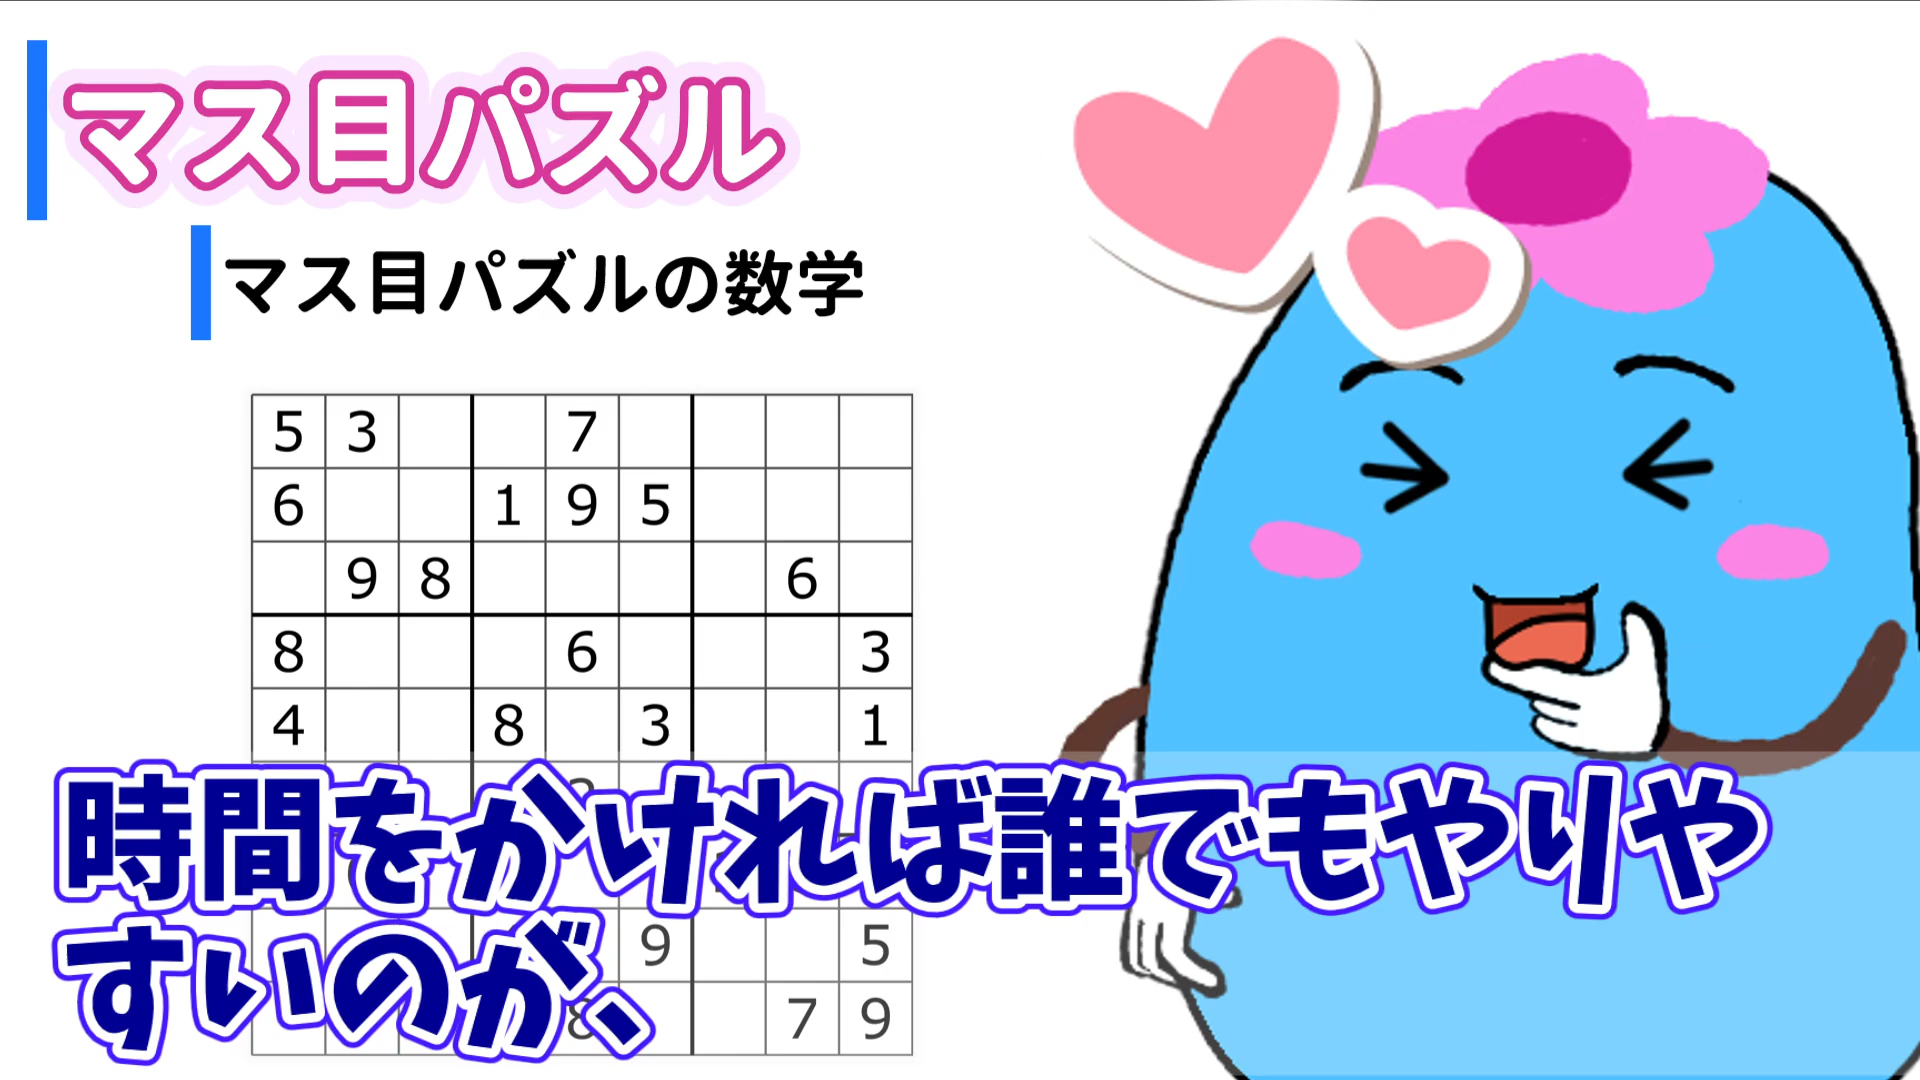 マス目パズル
マス目パズルの数学
5 3 7
6 1 9 5
9 8 6
8 6 3
4 8 3 1
時間をかければ誰でもやりや
すいのが、
9 5
8 7 9